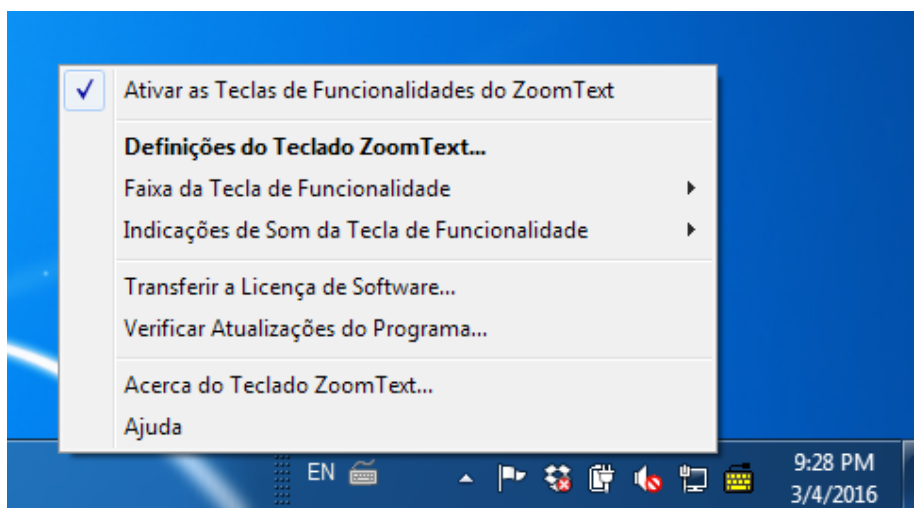 Ativar as Teclas de Funcionalidades do ZoomText
Definições do Teclado ZoomText...
Faixa da Tecla de Funcionalidade
Indicações de Som da Tecla de Funcionalidade
Transferir a Licença de Software...
Verificar Atualizações do Programa...
Acerca do Teclado ZoomText...
Ajuda
EN
9:28 PM
3/4/2016